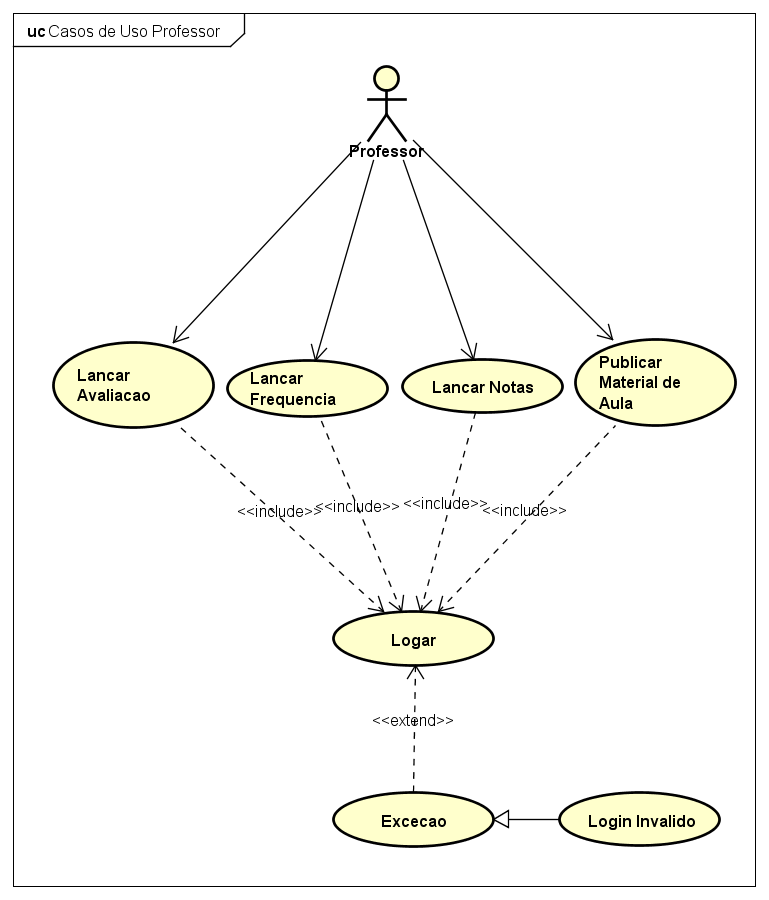 uc Casos de Uso Professor
Professor
Lancar
Avaliacao
Lancar
Frequencia
Lancar Notas
Publicar
Material de
Aula
<<include>>
<<include>>
<<include>>
<<include>>
Logar
<<extend>>
Excecao
Login Invalido